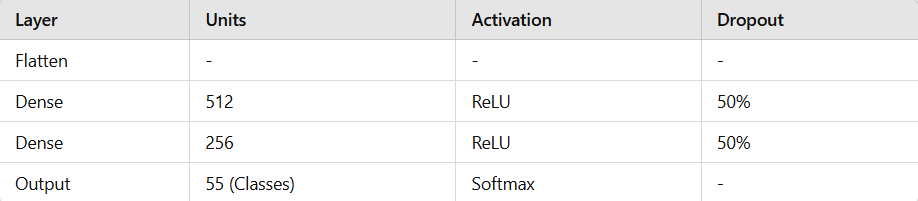 Layer Units Activation Dropout
Flatten - - -
Dense 512 ReLU 50%
Dense 256 ReLU 50%
Output 55 (Classes) Softmax -